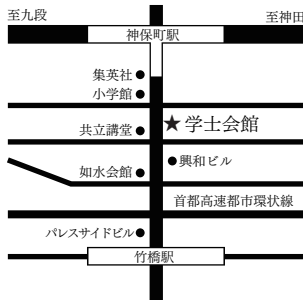 至九段
至神田
神保町駅
集英社
小学館
共立講堂
★学士会館
興和ビル
如水会館
首都高速都市環状線
パレスサイドビル
竹橋駅